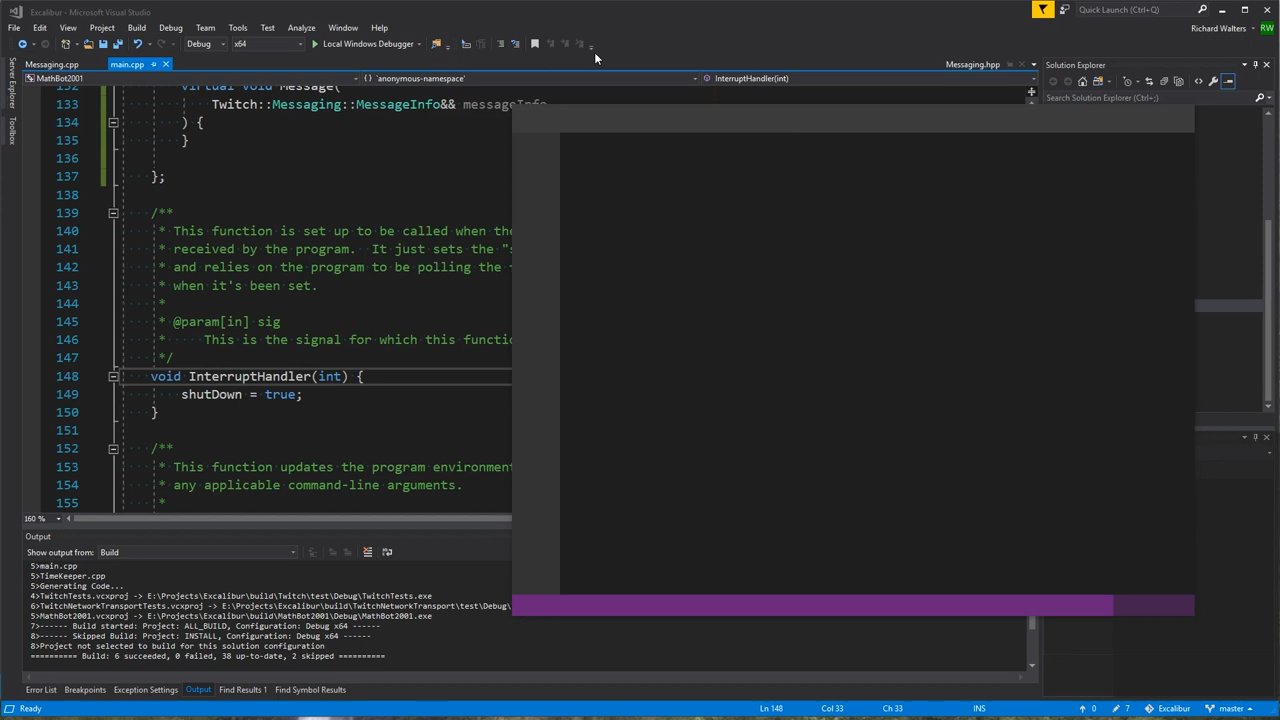 Excalibur - Microsoft Visual Studio
Quick Launch (Ctrl+Q)
File Edit View Project Build Debug Team Tools Test Analyze Window Help
Richard Walters RW
Debug x64 Local Windows Debugger
Messaging.cpp main.cpp Messaging.hpp
Solution Explorer
MathBot2001 {} 'anonymous-namespace' InterruptHandler(int)
Search Solution Explorer (Ctrl+;)
Server Explorer
Toolbox
132 virtual void Message(
133 Twitch::Messaging::MessageInfo&& messageInfo
134 ) {
135 }
136
137 };
138
139 /**
140 * This function is set up to be called when the
141 * received by the program. It just sets the "s
142 * and relies on the program to be polling the
143 * when it's been set.
144 *
145 * @param[in] sig
146 * This is the signal for which this functio
147 */
148 void InterruptHandler(int) {
149 shutDown = true;
150 }
151
152 /**
153 * This function updates the program environment
154 * any applicable command-line arguments.
155 *
160 %
Output
Show output from: Build
5>main.cpp
5>TimeKeeper.cpp
5>Generating Code...
4>TwitchTests.vcxproj -> E:\Projects\Excalibur\build\Twitch\test\Debug\TwitchTests.exe
6>TwitchNetworkTransportTests.vcxproj -> E:\Projects\Excalibur\build\TwitchNetworkTransport\test\Debug\
5>MathBot2001.vcxproj -> E:\Projects\Excalibur\build\MathBot2001\Debug\MathBot2001.exe
7>------ Build started: Project: ALL_BUILD, Configuration: Debug x64 ------
8>------ Skipped Build: Project: INSTALL, Configuration: Debug x64 ------
8>Project not selected to build for this solution configuration
========== Build: 6 succeeded, 0 failed, 38 up-to-date, 2 skipped ==========
Error List Breakpoints Exception Settings Output Find Results 1 Find Symbol Results
Ready Ln 148 Col 33 Ch 33 INS 0 7 Excalibur master